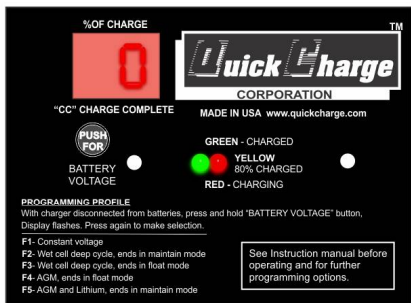 %OF CHARGE
0
"CC" CHARGE COMPLETE
TM
Quick Charge
CORPORATION
MADE IN USA www.quickcharge.com
PUSH
FOR
BATTERY
VOLTAGE
GREEN - CHARGED
YELLOW
80% CHARGED
RED - CHARGING
PROGRAMMING PROFILE
With charger disconnected from batteries, press and hold "BATTERY VOLTAGE" button,
Display flashes. Press again to make selection.
F1- Constant voltage
F2- Wet cell deep cycle, ends in maintain mode
F3- Wet cell deep cycle, ends in float mode
F4- AGM, ends in float mode
F5- AGM and Lithium, ends in maintain mode
See Instruction manual before
operating and for further
programming options.